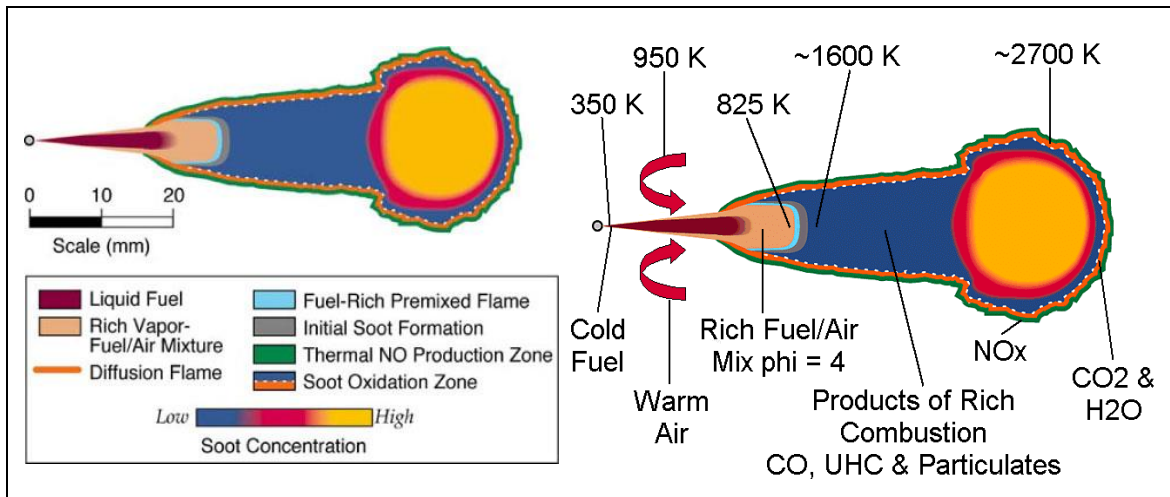 0 10 20
Scale (mm)
Liquid Fuel
Rich Vapor-
Fuel/Air Mixture
Diffusion Flame
Fuel-Rich Premixed Flame
Initial Soot Formation
Thermal NO Production Zone
Soot Oxidation Zone
Low High
Soot Concentration
950 K ~1600 K ~2700 K
350 K 825 K
Cold
Fuel
Warm
Air
Rich Fuel/Air
Mix phi = 4
Products of Rich
Combustion
CO, UHC & Particulates
NOx
CO2 &
H2O